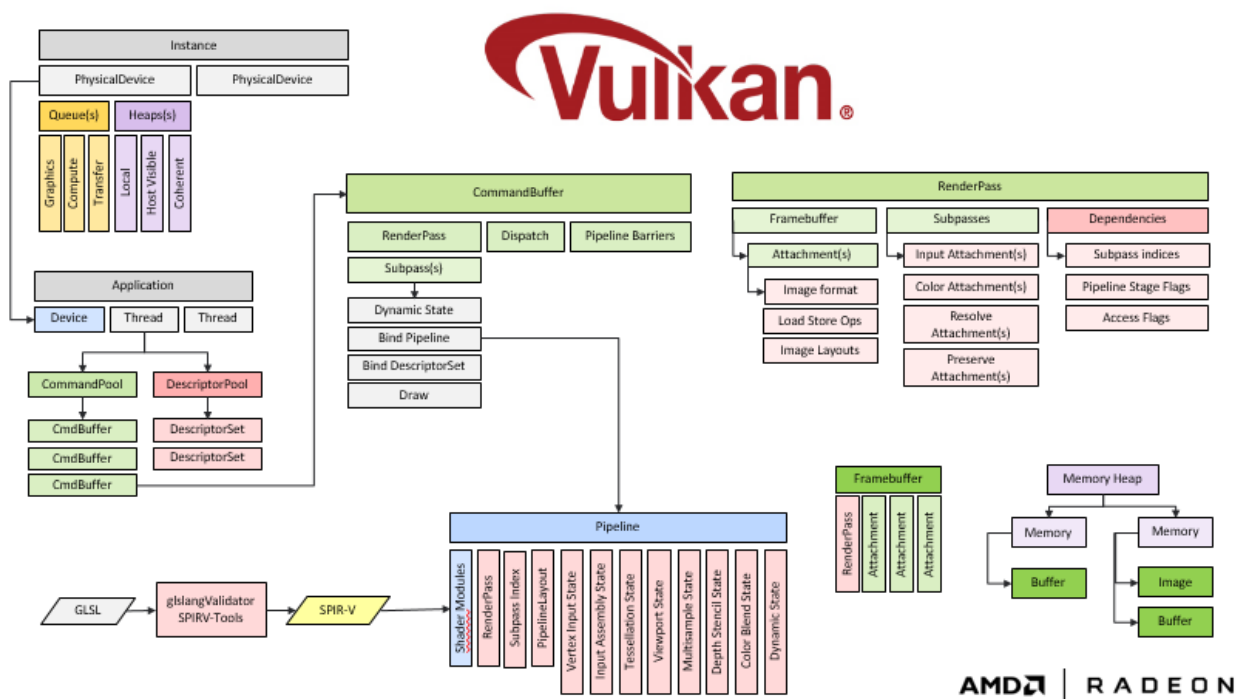 Vulkan®
Instance
PhysicalDevice
PhysicalDevice
Queue(s)
Heaps(s)
Graphics
Compute
Transfer
Local
Host Visible
Coherent
Application
Device
Thread
Thread
CommandPool
DescriptorPool
CmdBuffer
DescriptorSet
CmdBuffer
DescriptorSet
CmdBuffer
CommandBuffer
RenderPass
Dispatch
Pipeline Barriers
Subpass(s)
Dynamic State
Bind Pipeline
Bind DescriptorSet
Draw
RenderPass
Framebuffer
Subpasses
Dependencies
Attachment(s)
Input Attachment(s)
Subpass indices
Image format
Color Attachment(s)
Pipeline Stage Flags
Load Store Ops
Resolve
Attachment(s)
Access Flags
Image Layouts
Preserve
Attachment(s)
GLSL
glslangValidator
SPIRV-Tools
SPIR-V
Pipeline
Shader Modules
RenderPass
Subpass Index
PipelineLayout
Vertex Input State
Input Assembly State
Tessellation State
Viewport State
Multisample State
Depth Stencil State
Color Blend State
Dynamic State
Framebuffer
RenderPass
Attachment
Attachment
Attachment
Memory Heap
Memory
Memory
Buffer
Image
Buffer
AMD RADEON